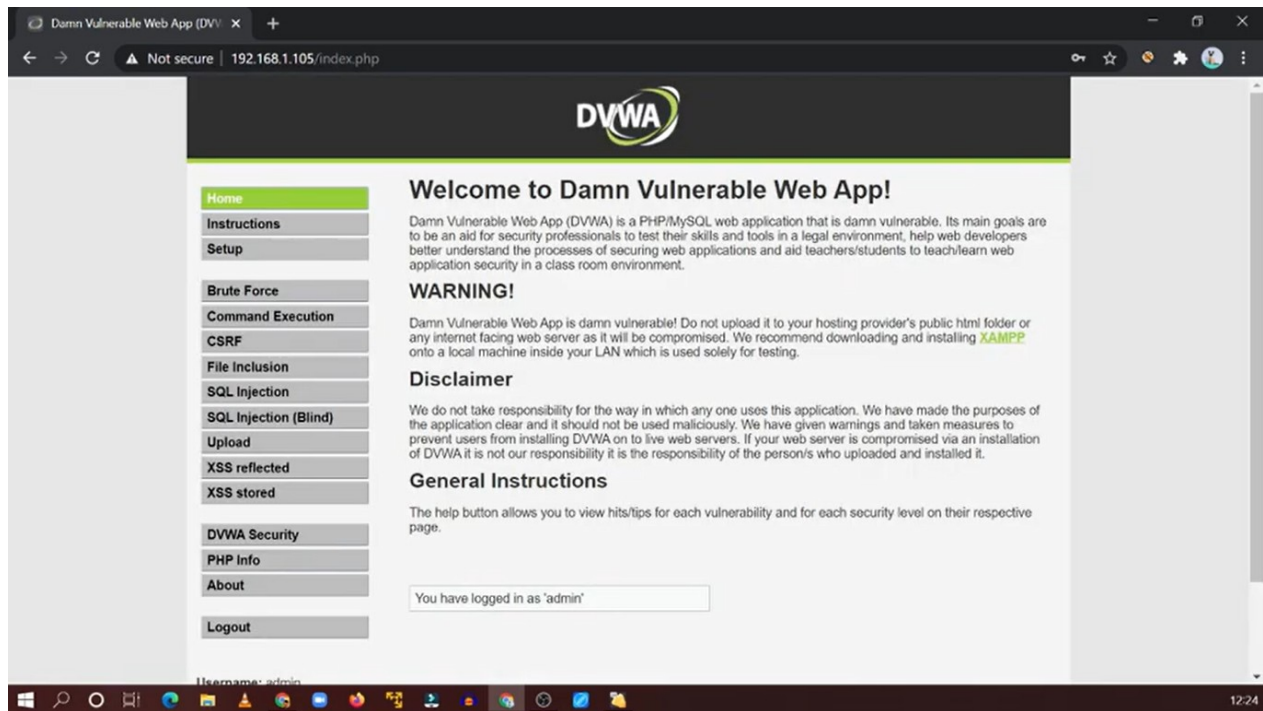 Damn Vulnerable Web App (DVV
Not secure | 192.168.1.105/index.php
DVWA
Home
Instructions
Setup
Brute Force
Command Execution
CSRF
File Inclusion
SQL Injection
SQL Injection (Blind)
Upload
XSS reflected
XSS stored
DVWA Security
PHP Info
About
Logout
Username: admin
Welcome to Damn Vulnerable Web App!
Damn Vulnerable Web App (DVWA) is a PHP/MySQL web application that is damn vulnerable. Its main goals are
to be an aid for security professionals to test their skills and tools in a legal environment, help web developers
better understand the processes of securing web applications and aid teachers/students to teach/learn web
application security in a class room environment.
WARNING!
Damn Vulnerable Web App is damn vulnerable! Do not upload it to your hosting provider's public html folder or
any internet facing web server as it will be compromised. We recommend downloading and installing XAMPP
onto a local machine inside your LAN which is used solely for testing.
Disclaimer
We do not take responsibility for the way in which any one uses this application. We have made the purposes of
the application clear and it should not be used maliciously. We have given warnings and taken measures to
prevent users from installing DVWA on to live web servers. If your web server is compromised via an installation
of DVWA it is not our responsibility it is the responsibility of the person/s who uploaded and installed it.
General Instructions
The help button allows you to view hits/tips for each vulnerability and for each security level on their respective
page.
You have logged in as 'admin'
12:24